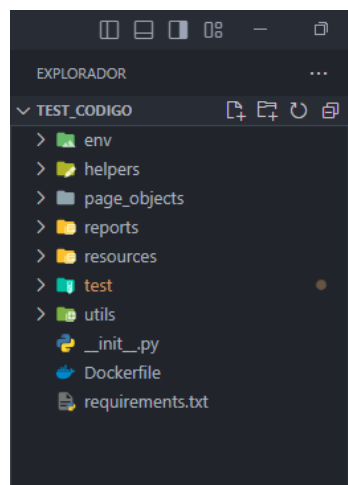 EXPLORADOR
TEST_CODIGO
env
helpers
page_objects
reports
resources
test
utils
__init__.py
Dockerfile
requirements.txt